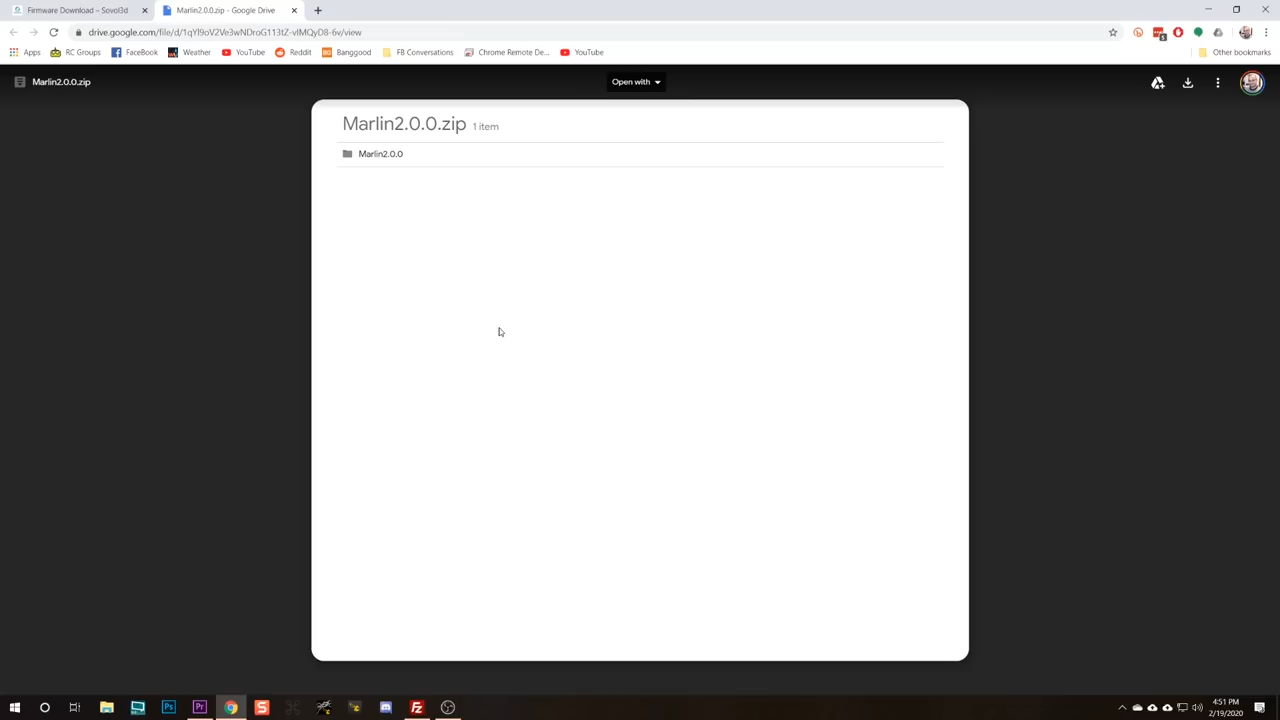 Firmware Download – Sovol3d
Marlin2.0.0.zip - Google Drive
drive.google.com/file/d/1qYl9oV2Ve3wNDroG113tZ-vIMQyD8-6v/view
Apps
RC Groups
FaceBook
Weather
YouTube
Reddit
Banggood
FB Conversations
Chrome Remote De...
YouTube
Other bookmarks
Marlin2.0.0.zip
Open with
Marlin2.0.0.zip 1 item
Marlin2.0.0
4:51 PM
2/19/2020